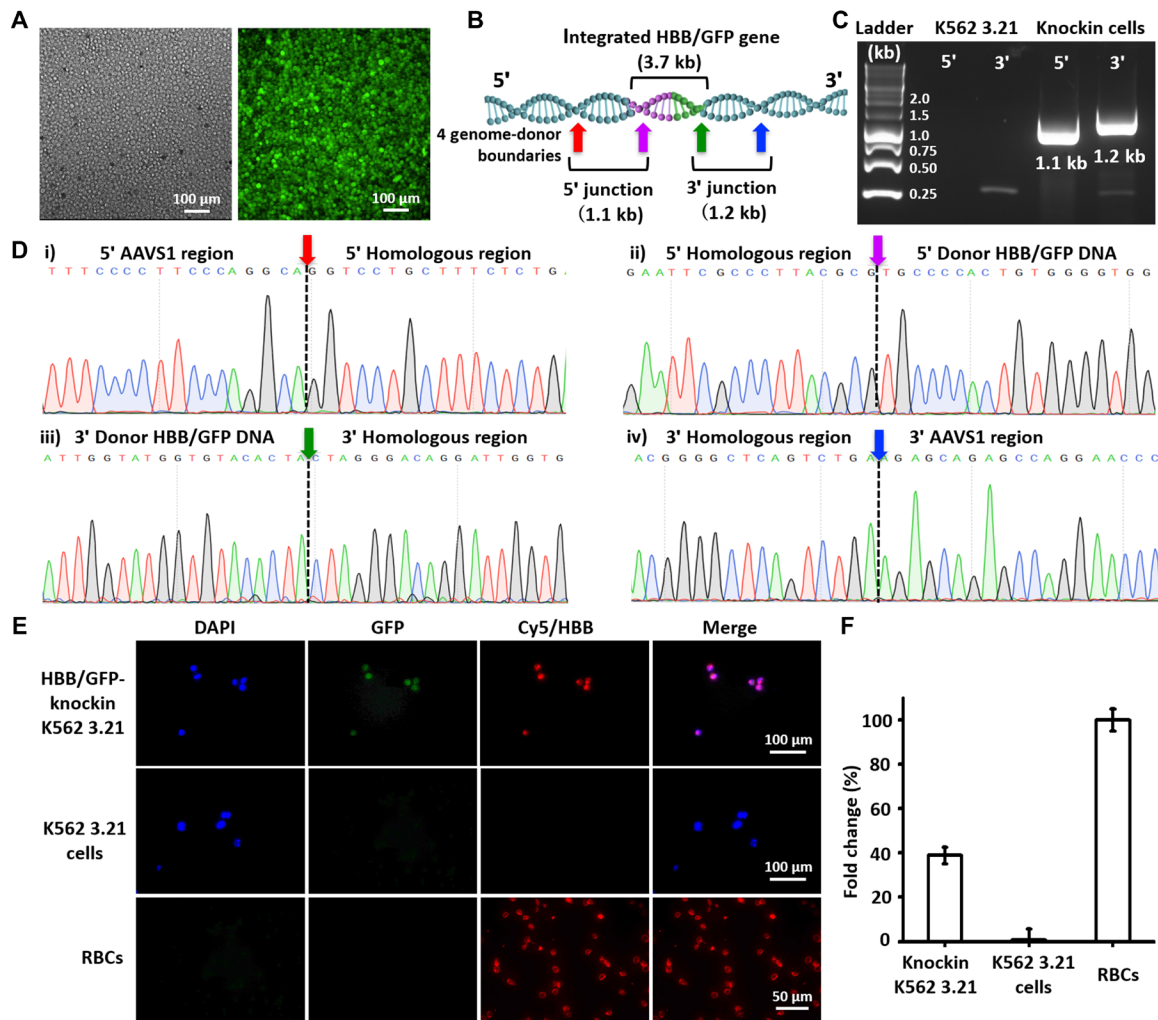 A
100 μm
100 μm
B
Integrated HBB/GFP gene
(3.7 kb)
5'
3'
4 genome-donor
boundaries
5' junction
(1.1 kb)
3' junction
(1.2 kb)
C
Ladder
(kb)
K562 3.21
Knockin cells
5'
3'
5'
3'
2.0
1.5
1.0
0.75
0.50
0.25
1.1 kb
1.2 kb
D
i)
5' AAVS1 region
5' Homologous region
T T T C C C C T T C C C A G G C A G G T C C T G C T T T C T C T G A
ii)
5' Homologous region
5' Donor HBB/GFP DNA
G A A T T C G C C C T T A C G C G T G C C C C A C T G T G G G G T G G
iii)
3' Donor HBB/GFP DNA
3' Homologous region
A T T G G T A T G G T G T A C A C T A C T A G G G A C A G G A T T G G T G
iv)
3' Homologous region
3' AAVS1 region
A C G G G G C T C A G T C T G A A G A G C A G A G C C A G G A A C C C
E
DAPI
GFP
Cy5/HBB
Merge
HBB/GFP-
knockin
K562 3.21
100 μm
K562 3.21
cells
100 μm
RBCs
50 μm
F
Fold change (%)
100
80
60
40
20
0
Knockin
K562 3.21
K562 3.21
cells
RBCs